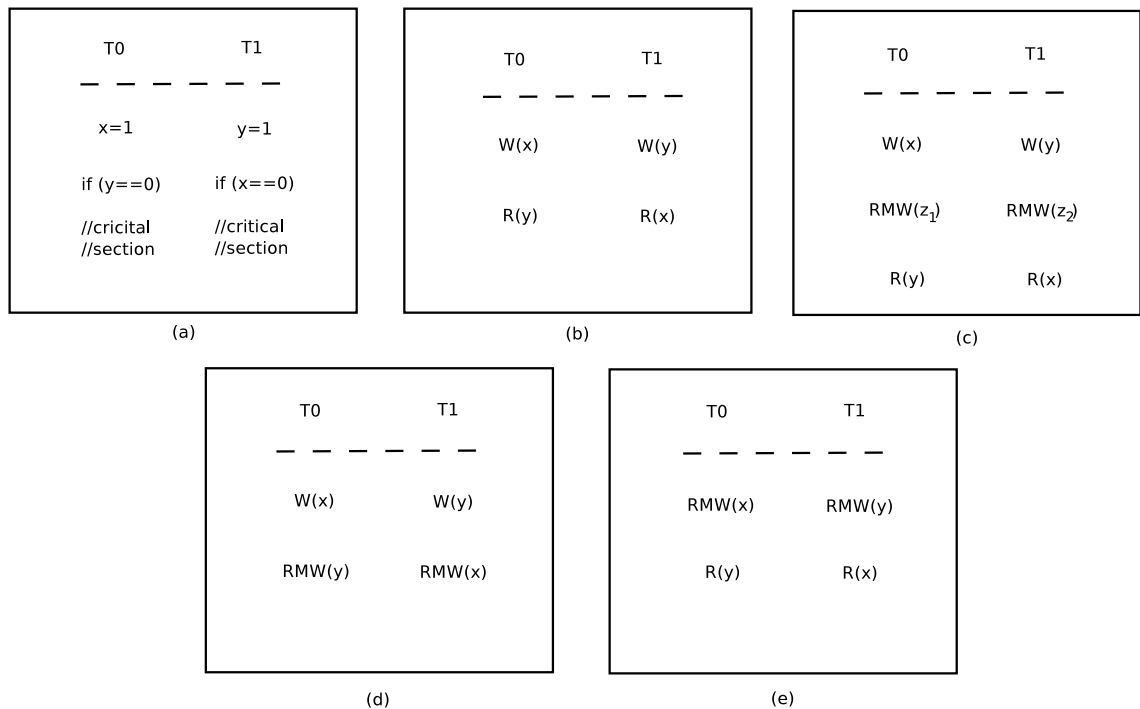 T0 T1
x=1 y=1
if (y==0) if (x==0)
//cricital //critical
//section //section
(a)
T0 T1
W(x) W(y)
R(y) R(x)
(b)
T0 T1
W(x) W(y)
RMW(z₁) RMW(z₂)
R(y) R(x)
(c)
T0 T1
W(x) W(y)
RMW(y) RMW(x)
(d)
T0 T1
RMW(x) RMW(y)
R(y) R(x)
(e)